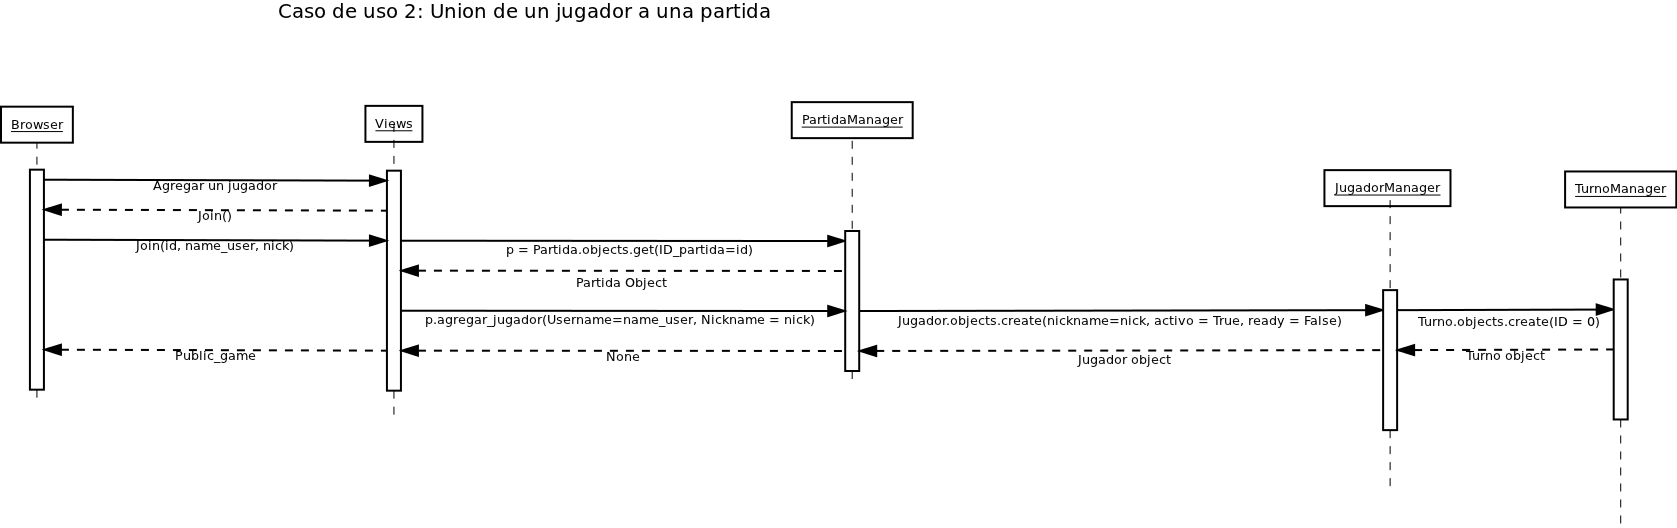 Caso de uso 2: Union de un jugador a una partida
Browser
Views
PartidaManager
JugadorManager
TurnoManager
Agregar un jugador
Join()
Join(id, name_user, nick)
p = Partida.objects.get(ID_partida=id)
Partida Object
p.agregar_jugador(Username=name_user, Nickname = nick)
Jugador.objects.create(nickname=nick, activo = True, ready = False)
Turno.objects.create(ID = 0)
Public_game
None
Jugador object
Turno object